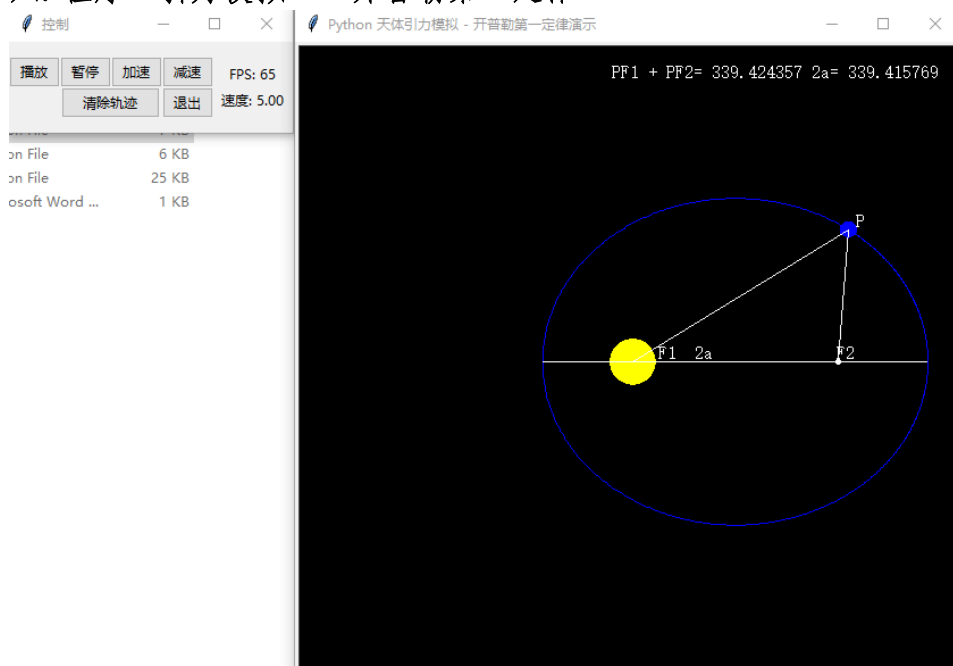 控制
播放 暂停 加速 减速 FPS: 65
清除轨迹 退出 速度: 5.00
on File 6 KB
on File 25 KB
osoft Word ... 1 KB
Python 天体引力模拟 - 开普勒第一定律演示
PF1 + PF2= 339.424357 2a= 339.415769
P
F1 2a F2